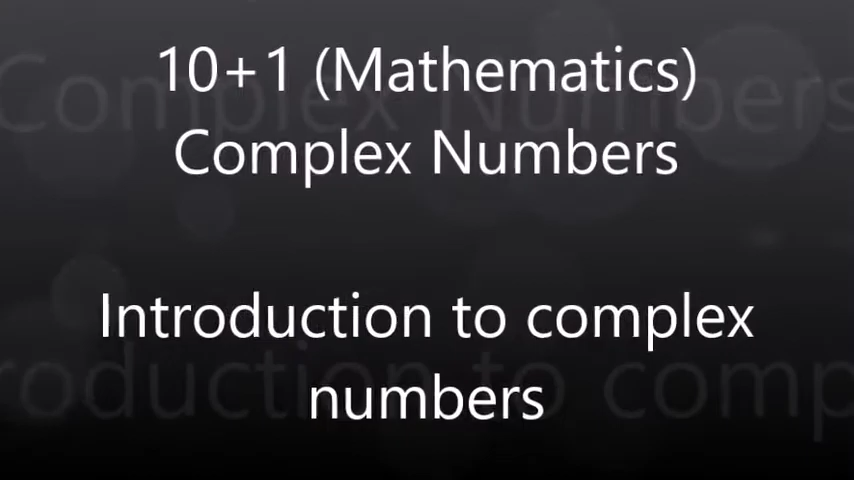 10+1 (Mathematics)
Complex Numbers
Introduction to complex
numbers